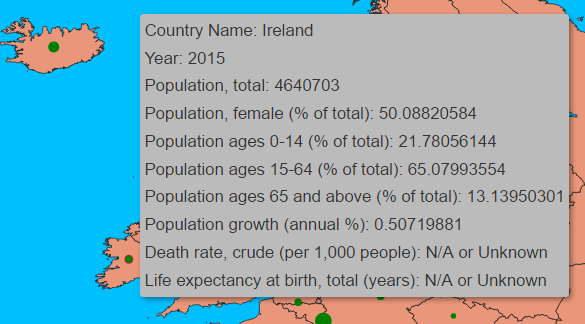 Country Name: Ireland
Year: 2015
Population, total: 4640703
Population, female (% of total): 50.08820584
Population ages 0-14 (% of total): 21.78056144
Population ages 15-64 (% of total): 65.07993554
Population ages 65 and above (% of total): 13.13950301
Population growth (annual %): 0.50719881
Death rate, crude (per 1,000 people): N/A or Unknown
Life expectancy at birth, total (years): N/A or Unknown